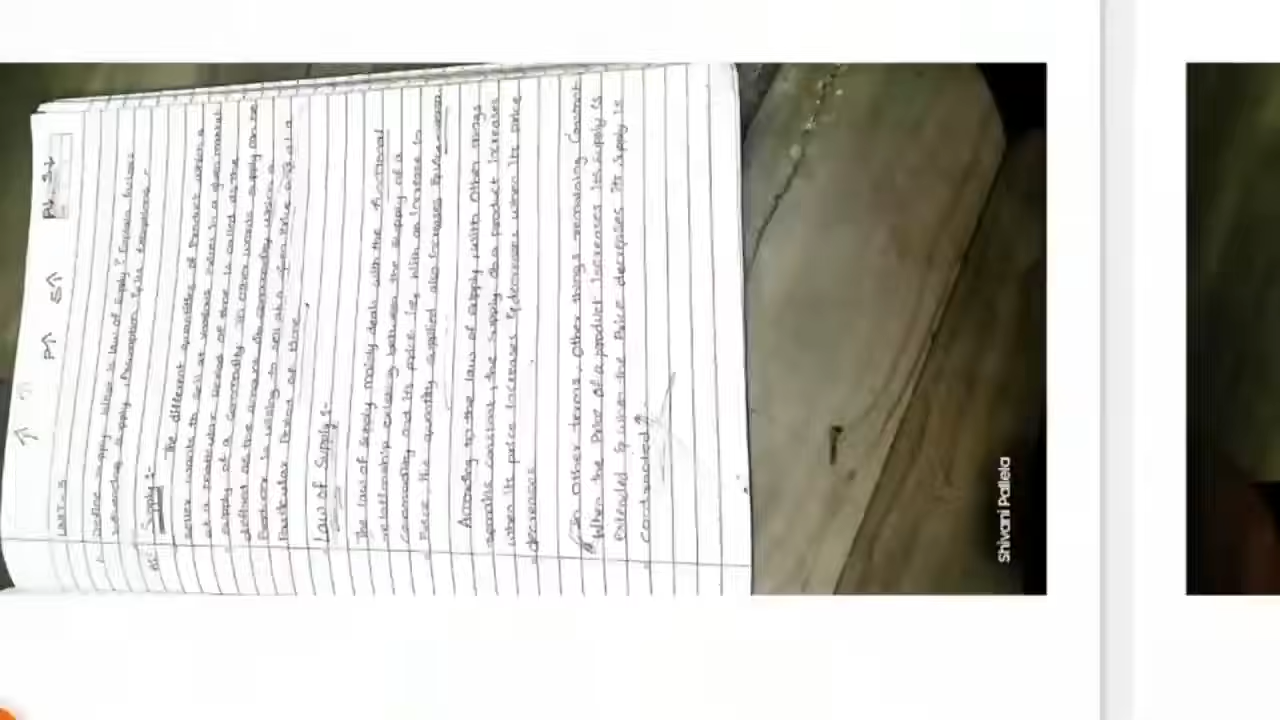 P↑ S↑
UNIT-3
Define supply. What is law of supply? Explain factors
supply, Assumption & its exceptions.
Supply :-
The different quantities of Product which a
seller wants to sell at various prices in a given market
at a particular period of time is called as the
supply of a commodity. In other words supply can be
defined as the amount of commodity which a
Producer is willing to sell at a given price and at a
Particular Period of time.
Law of Supply :-
The law of supply mainly deals with the functional
relationship existing between the supply of a
commodity and its price. i.e, with an increase in
Price, the quantity supplied also increases
According to the law of supply, with other things
remains constant, the supply of a product increases
when its price increases & decreases when its price
decreases.
In other terms, other things remaining constant
When the Price of a product increases its supply is
Extended & when the Price decreases its supply is
contracted.
Shivani Pallela